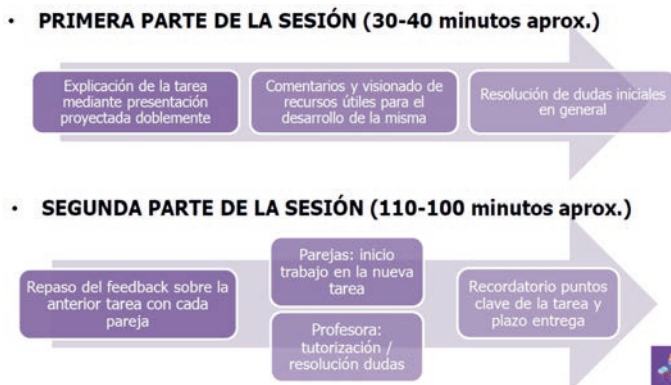 • PRIMERA PARTE DE LA SESIÓN (30-40 minutos aprox.)
Explicación de la tarea
mediante presentación
proyectada doblemente
Comentarios y visionado de
recursos útiles para el
desarrollo de la misma
Resolución de dudas iniciales
en general
• SEGUNDA PARTE DE LA SESIÓN (110-100 minutos aprox.)
Repaso del feedback sobre la
anterior tarea con cada
pareja
Parejas: inicio
trabajo en la nueva
tarea
Profesora:
tutorización /
resolución dudas
Recordatorio puntos
clave de la tarea y
plazo entrega